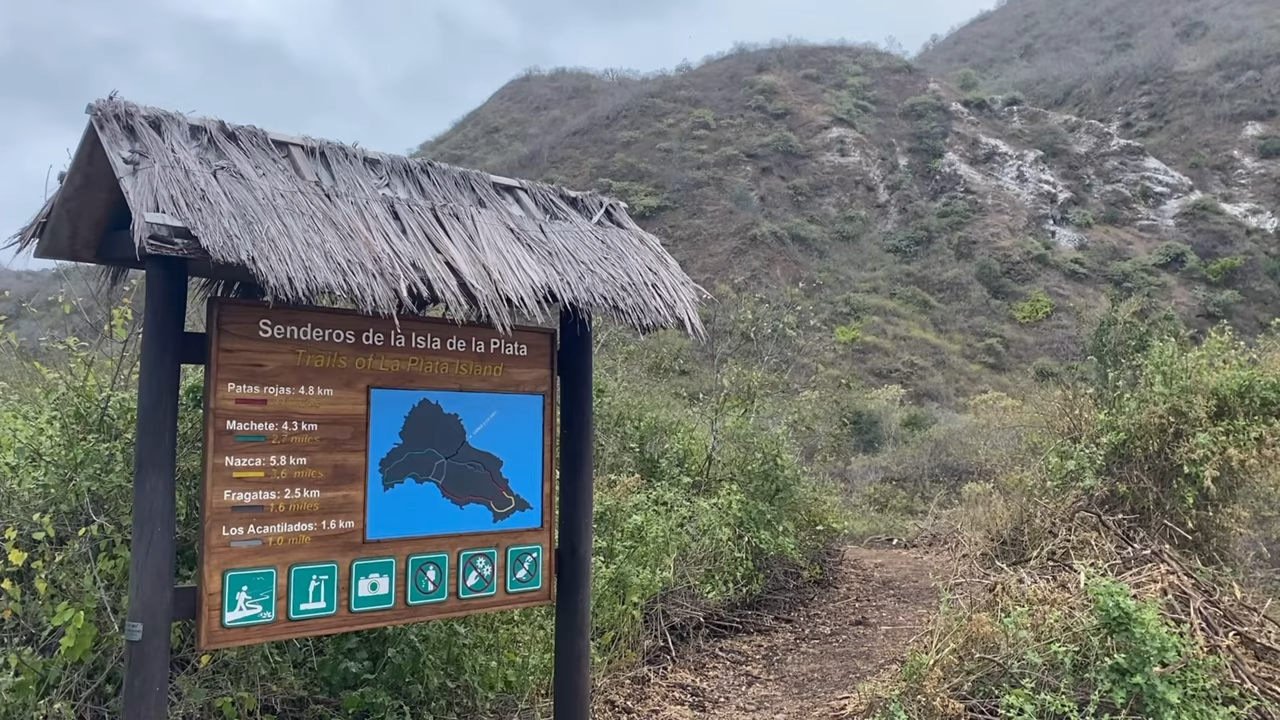 Senderos de la Isla de la Plata
Trails of La Plata Island
Patas rojas: 4.8 km
Machete: 4.3 km
2.7 miles
Nazca: 5.8 km
3.6 miles
Fragatas: 2.5 km
1.6 miles
Los Acantilados: 1.6 km
1.0 mile